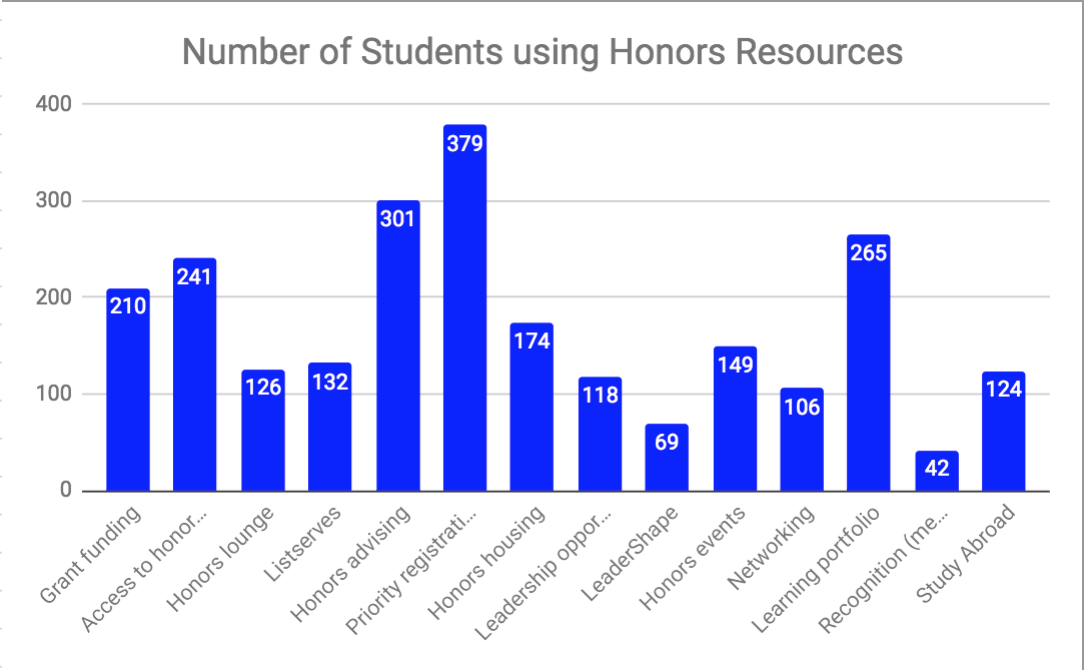 Number of Students using Honors Resources
400
300
200
100
0
210
241
126
132
301
379
174
118
69
149
106
265
42
124
Grant funding
Access to honor...
Honors lounge
Listserves
Honors advising
Priority registrati...
Honors housing
Leadership oppor...
LeaderShape
Honors events
Networking
Learning portfolio
Recognition (me...
Study Abroad